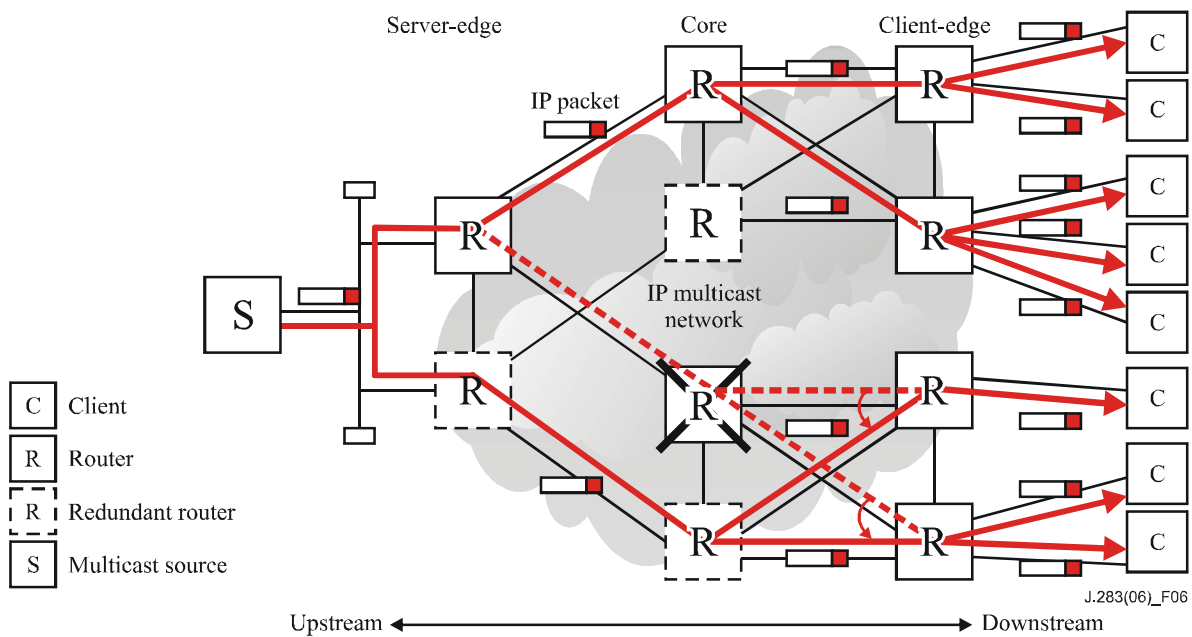 Server-edge
Core
Client-edge
IP packet
R
R
C
C
R
R
R
C
C
C
S
IP multicast
network
R
R
R
C
R
R
C
C
C Client
R Router
R Redundant router
S Multicast source
J.283(06)_F06
Upstream
Downstream